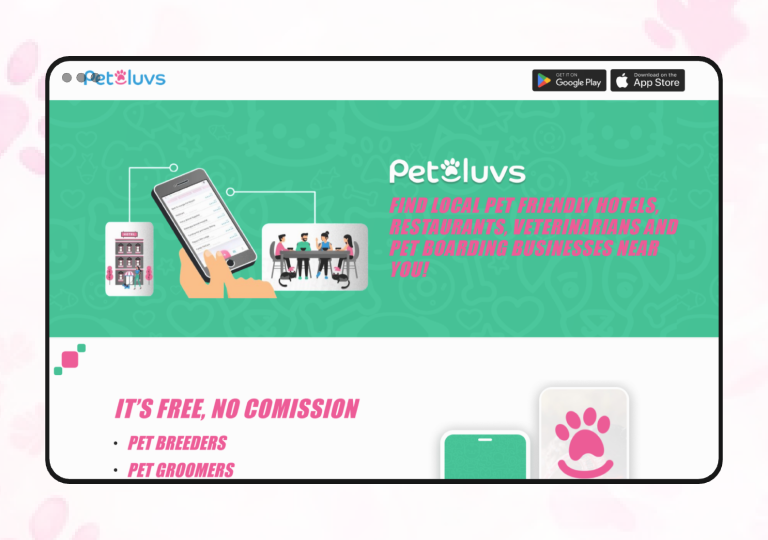 Petluvs
GET IT ON
Google Play
Download on the
App Store
Petluvs
FIND LOCAL PET FRIENDLY HOTELS,
RESTAURANTS, VETERINARIANS AND
PET BOARDING BUSINESSES NEAR
YOU!
HOTEL
IT'S FREE, NO COMISSION
• PET BREEDERS
• PET GROOMERS